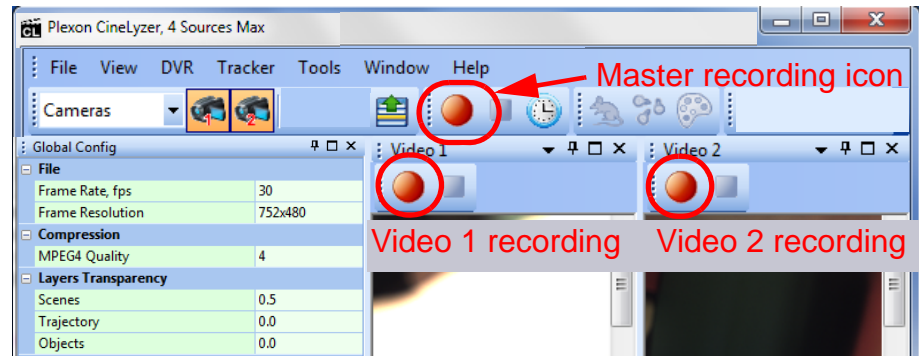 CL Plexon CineLyzer, 4 Sources Max
File View DVR Tracker Tools Window Help
Master recording icon
Cameras 1 2
Global Config
Video 1
Video 2
File
Frame Rate, fps 30
Frame Resolution 752x480
Compression
MPEG4 Quality 4
Layers Transparency
Scenes 0.5
Trajectory 0.0
Objects 0.0
Video 1 recording
Video 2 recording